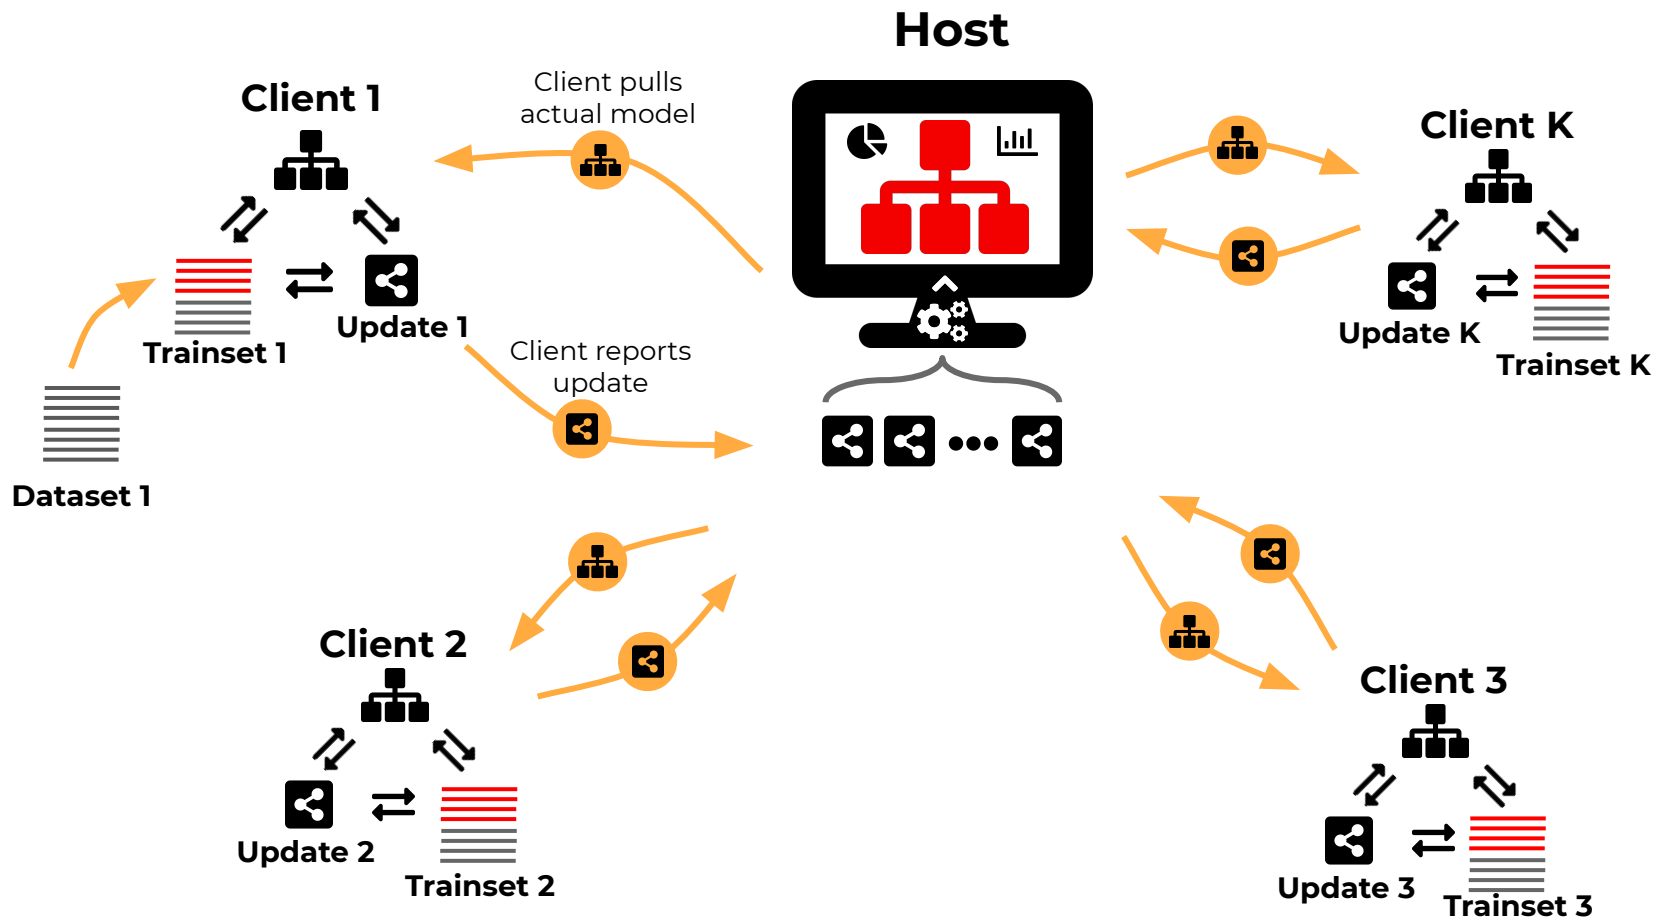 Host
Client 1
Client pulls
actual model
Client K
Update 1
Trainset 1
Client reports
update
Update K
Trainset K
Dataset 1
Client 2
Update 2
Trainset 2
Client 3
Update 3
Trainset 3